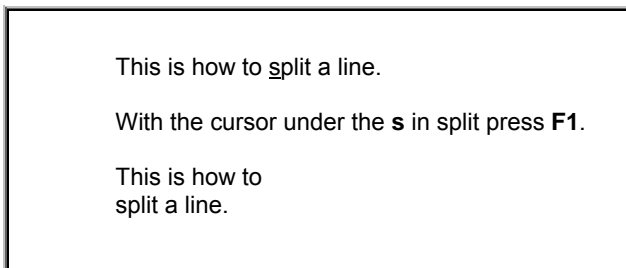 This is how to split a line.
With the cursor under the s in split press F1.
This is how to
split a line.